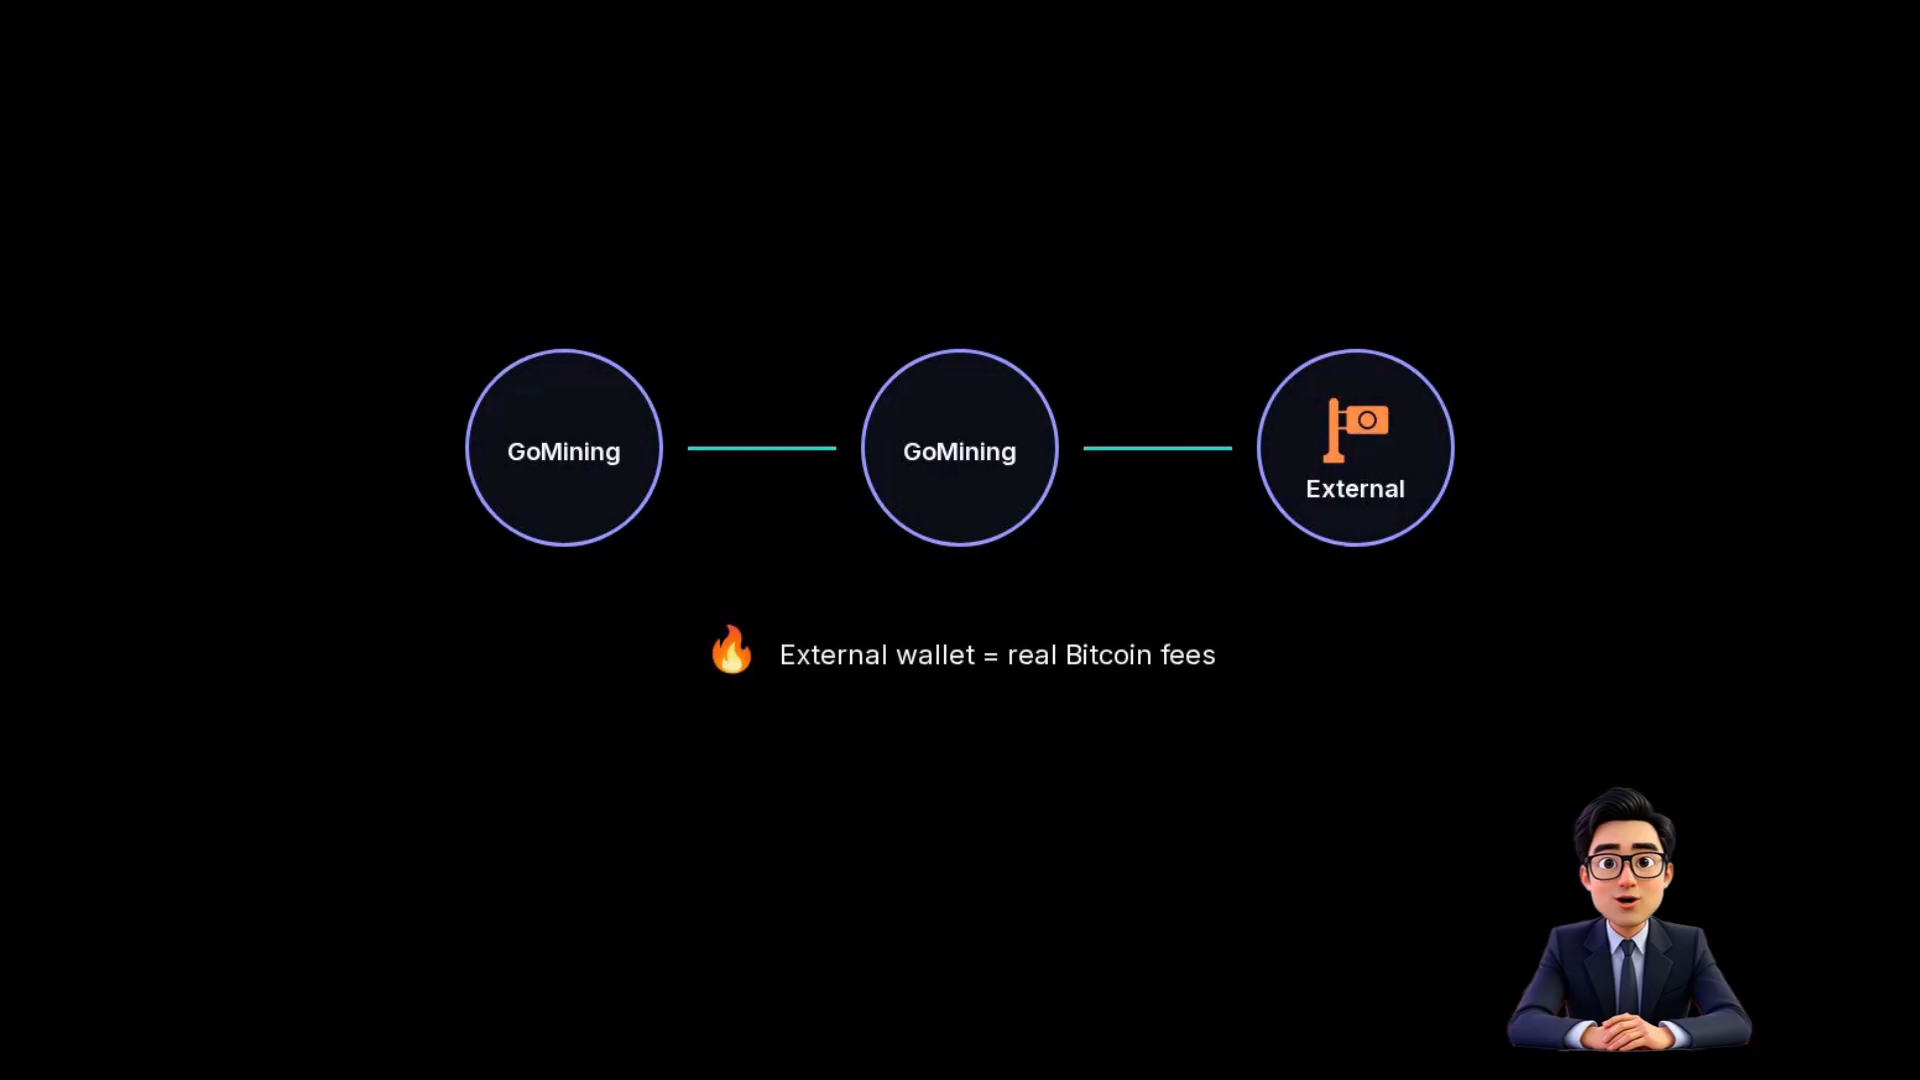 GoMining
GoMining
External
External wallet = real Bitcoin fees